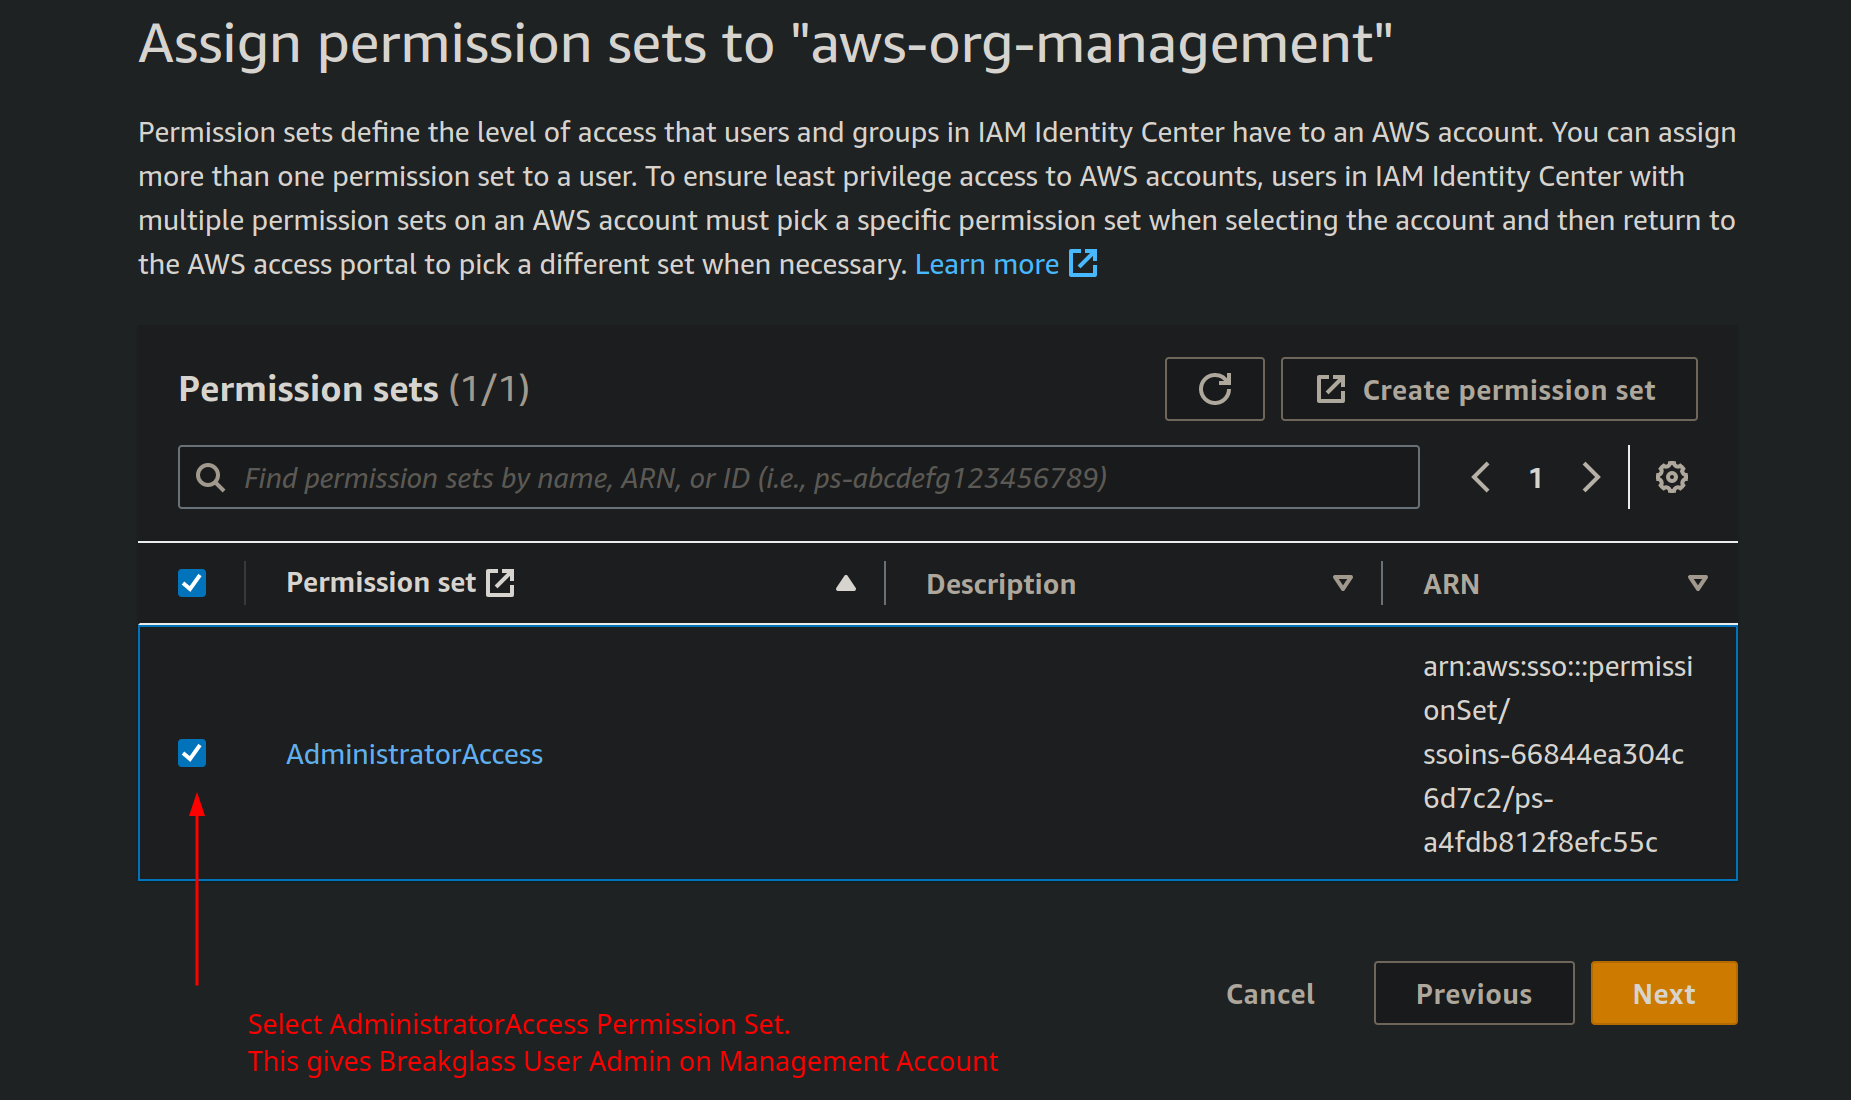 Assign permission sets to "aws-org-management"
Permission sets define the level of access that users and groups in IAM Identity Center have to an AWS account. You can assign
more than one permission set to a user. To ensure least privilege access to AWS accounts, users in IAM Identity Center with
multiple permission sets on an AWS account must pick a specific permission set when selecting the account and then return to
the AWS access portal to pick a different set when necessary. Learn more
Permission sets (1/1)
Create permission set
Find permission sets by name, ARN, or ID (i.e., ps-abcdefg123456789)
1
Permission set
Description
ARN
AdministratorAccess
arn:aws:sso:::permissi
onSet/
ssoins-66844ea304c
6d7c2/ps-
a4fdb812f8efc55c
Cancel
Previous
Next
Select AdministratorAccess Permission Set.
This gives Breakglass User Admin on Management Account